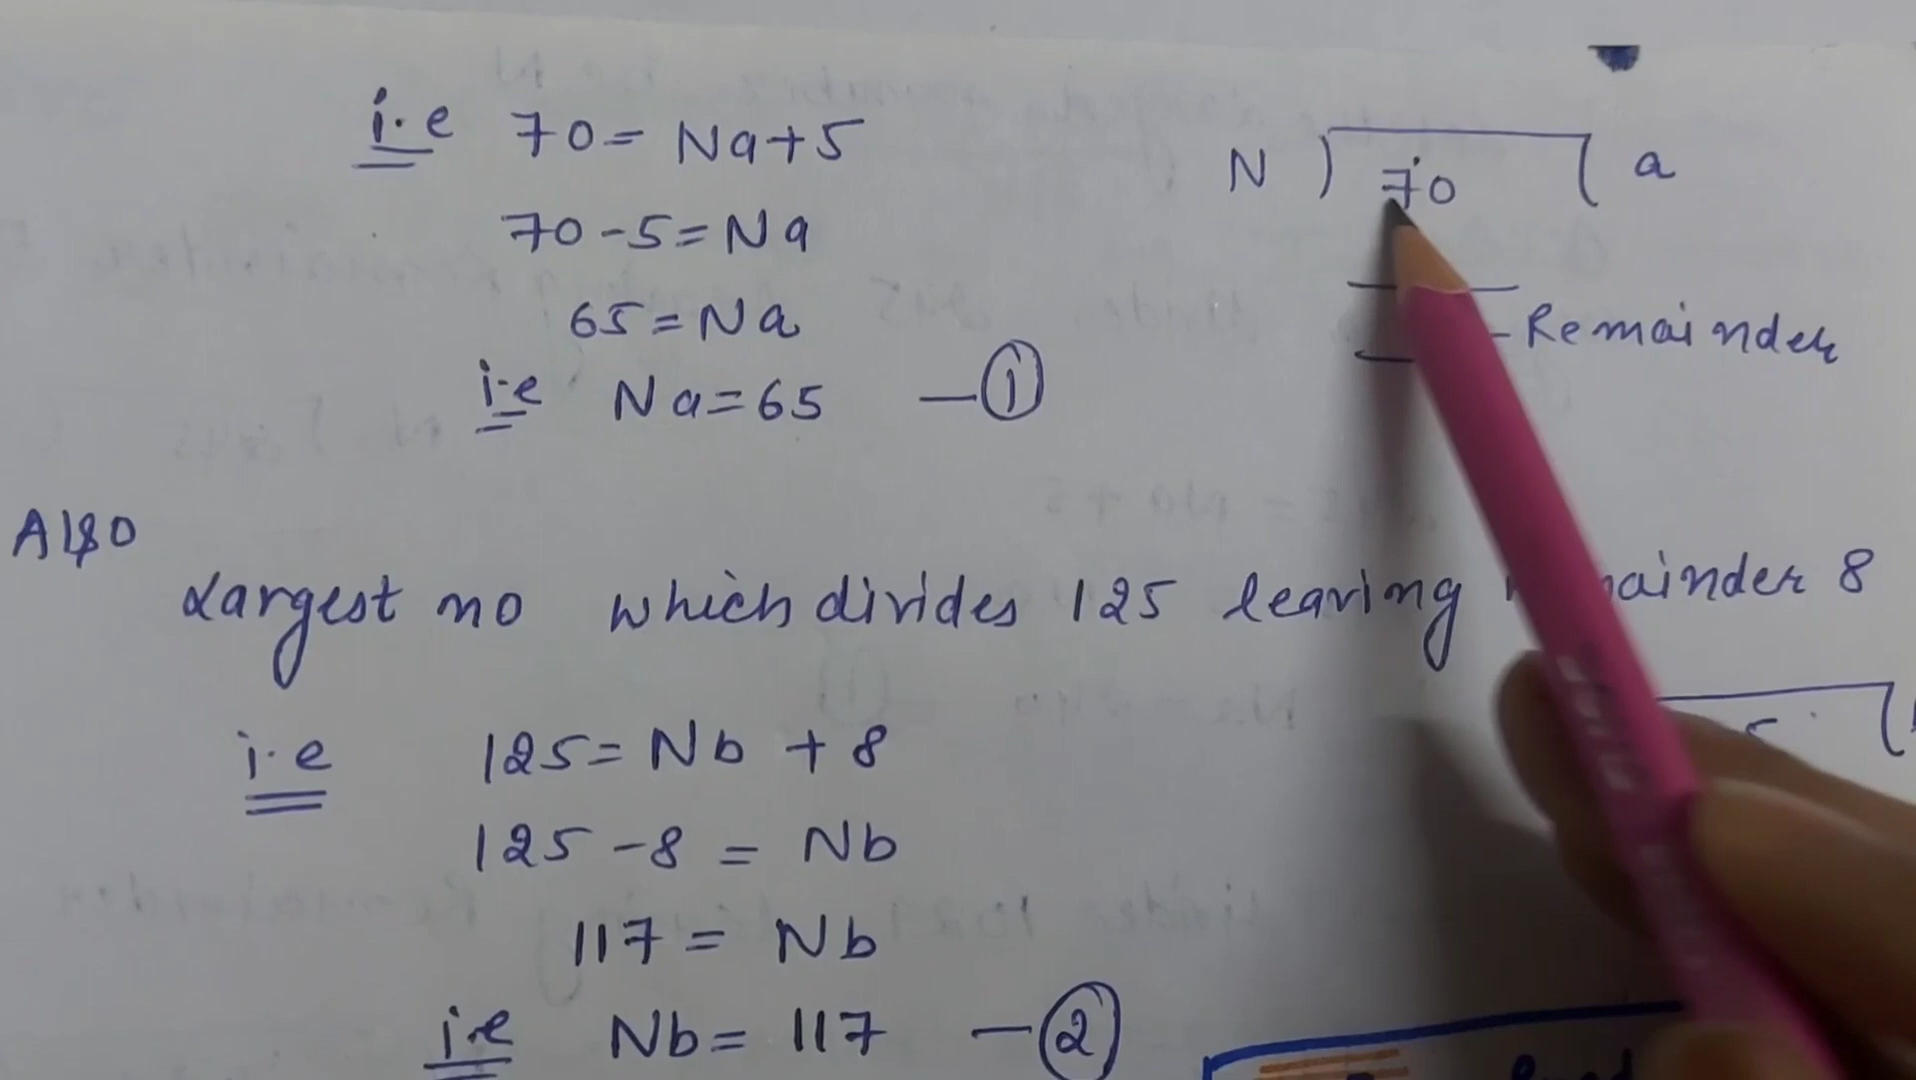 i.e 70 = Na + 5
70 - 5 = Na
65 = Na
i.e Na = 65 — ①
N ) 70 ( a
- Remainder
Also
Largest no which divides 125 leaving remainder 8
i.e 125 = Nb + 8
125 - 8 = Nb
117 = Nb
i.e Nb = 117 — ②